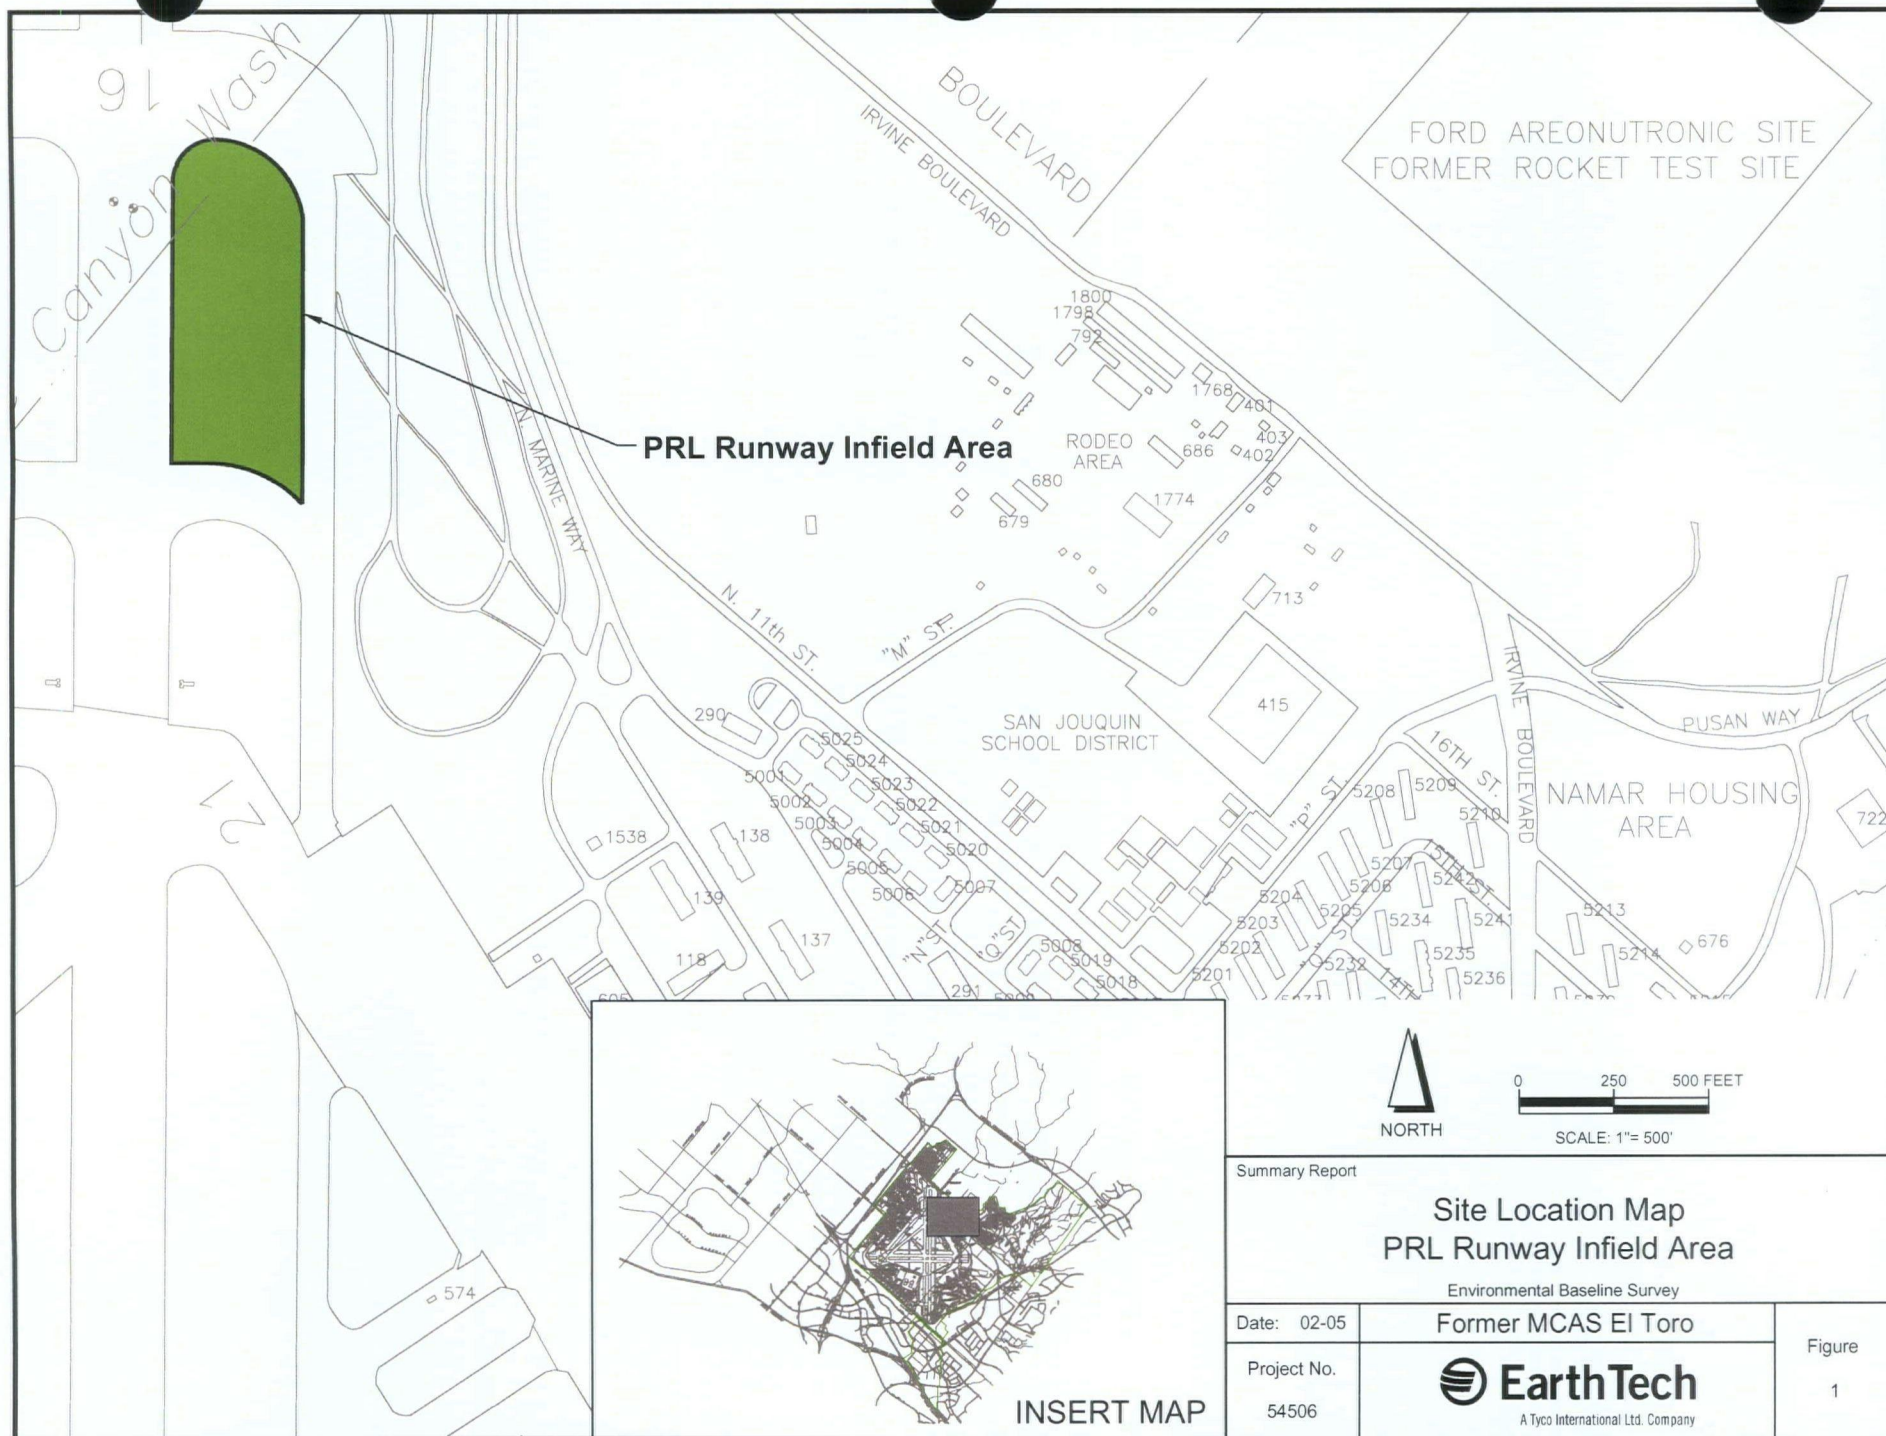 16
Canyon Wash
BOULEVARD
IRVINE BOULEVARD
FORD AREONUTRONIC SITE
FORMER ROCKET TEST SITE
PRL Runway Infield Area
N. MARINE WAY
1800
1798
792
1768
401
403
402
686
RODEO
AREA
680
679
1774
713
N. 11th ST.
"M" ST.
415
SAN JOUQUIN
SCHOOL DISTRICT
IRVINE BOULEVARD
PUSAN WAY
16TH ST.
NAMAR HOUSING
AREA
722
"P" ST.
290
5025
5024
5023
5022
5021
5020
5001
5002
5003
5004
5005
5006
5007
21
1538
138
139
137
118
605
"N" ST.
"Q" ST
291
5008
5019
5018
5009
5208
5209
5210
15TH ST.
5207
5242
5206
5204
5205
5203
5202
5201
5234
5241
5235
5232
5236
14TH
5213
5214
676
574
INSERT MAP
NORTH
0 250 500 FEET
SCALE: 1"= 500'
Summary Report
Site Location Map
PRL Runway Infield Area
Environmental Baseline Survey
Date: 02-05
Former MCAS El Toro
Project No.
54506
EarthTech
A Tyco International Ltd. Company
Figure
1